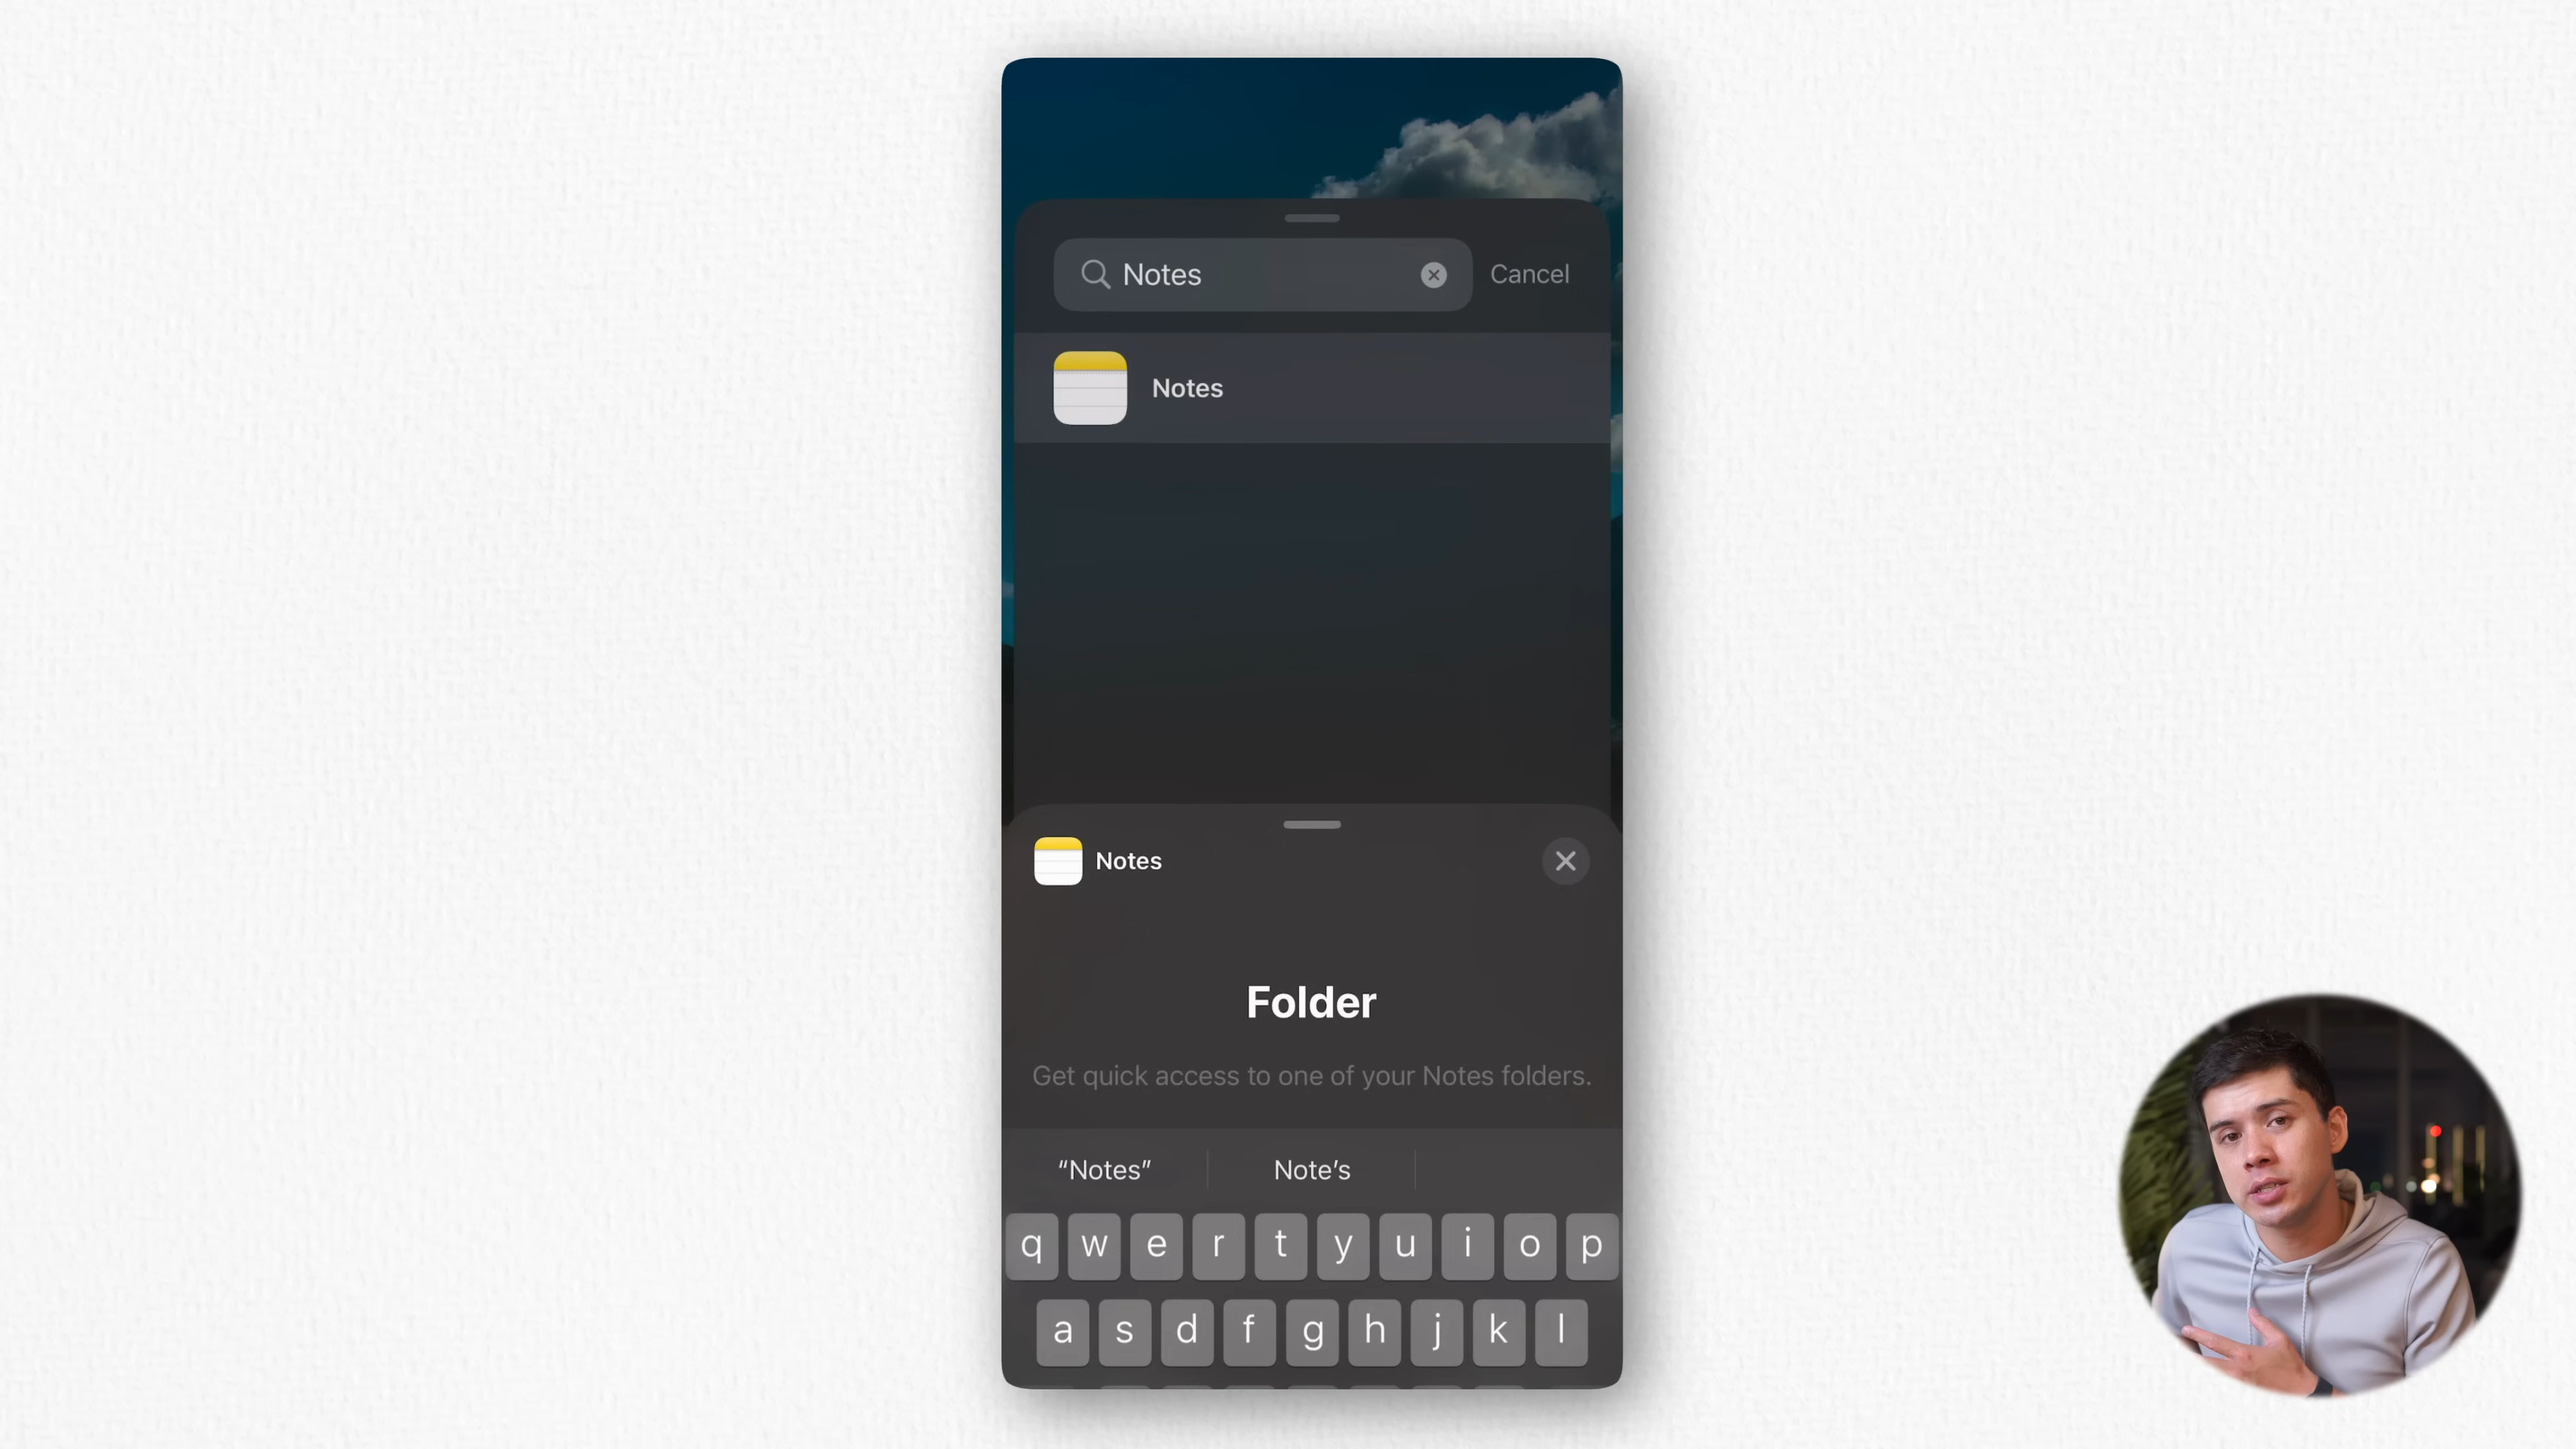 Notes
Cancel
Notes
Notes
Folder
Get quick access to one of your Notes folders.
“Notes”
Note’s
q w e r t y u i o p
a s d f g h j k l